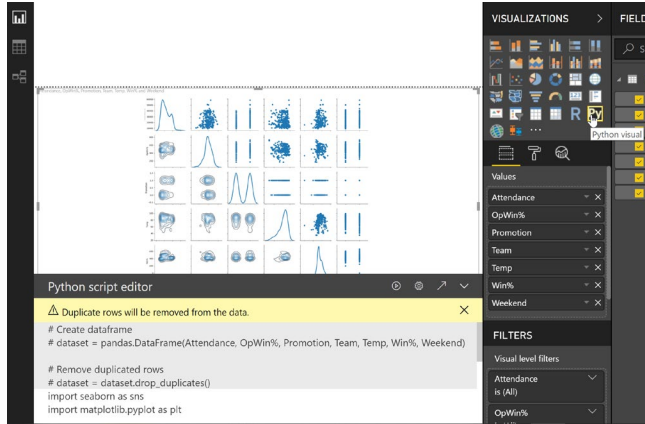 VISUALIZATIONS
FIEL
Python visual
Values
Attendance
OpWin%
Promotion
Team
Temp
Win%
Weekend
FILTERS
Visual level filters
Attendance
is (All)
OpWin%
Python script editor
Duplicate rows will be removed from the data.
# Create dataframe
# dataset = pandas.DataFrame(Attendance, OpWin%, Promotion, Team, Temp, Win%, Weekend)
# Remove duplicated rows
# dataset = dataset.drop_duplicates()
import seaborn as sns
import matplotlib.pyplot as plt